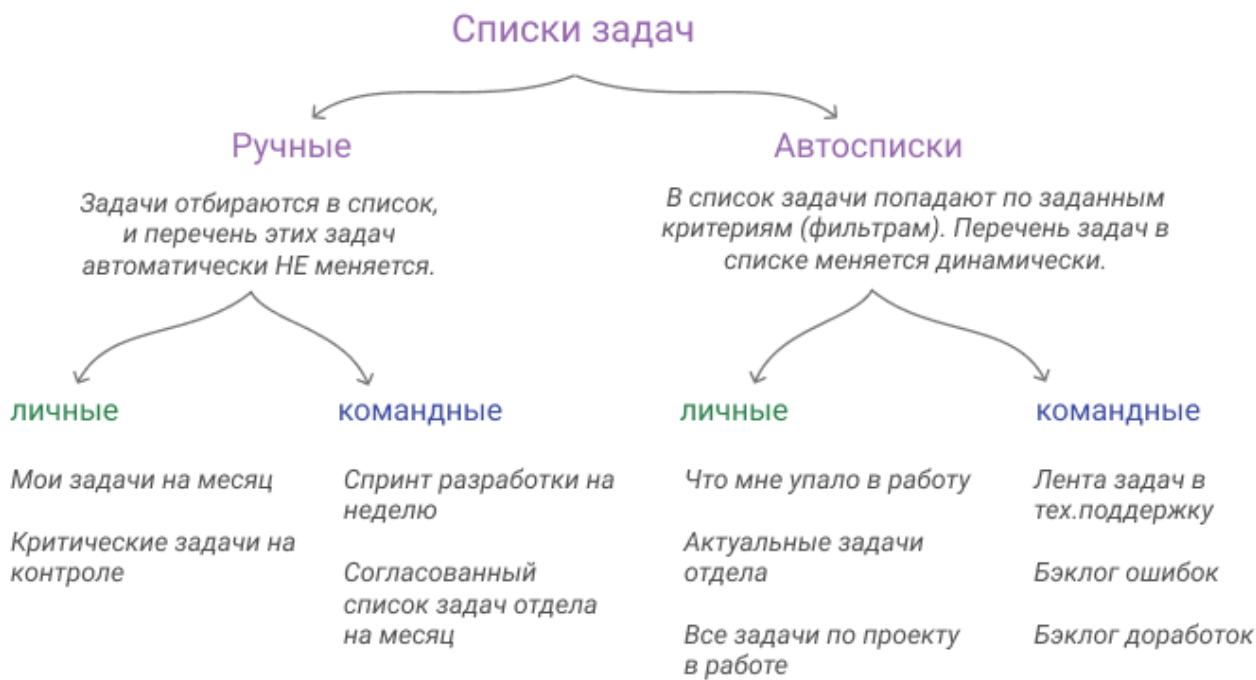 Списки задач
Ручные
Автосписки
Задачи отбираются в список,
и перечень этих задач
автоматически НЕ меняется.
В список задачи попадают по заданным
критериям (фильтрам). Перечень задач в
списке меняется динамически.
личные
командные
личные
командные
Мои задачи на месяц
Критические задачи на
контроле
Спринт разработки на
неделю
Согласованный
список задач отдела
на месяц
Что мне упало в работу
Актуальные задачи
отдела
Все задачи по проекту
в работе
Лента задач в
тех.поддержку
Бэклог ошибок
Бэклог доработок